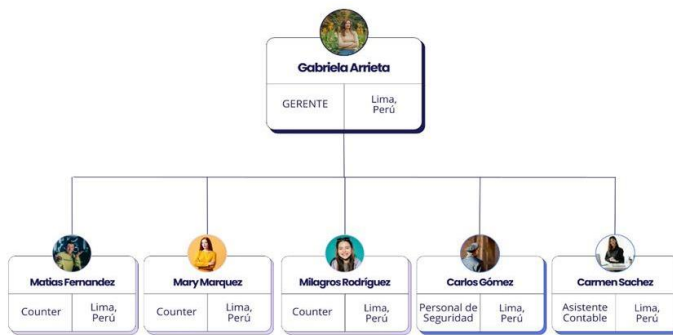 Gabriela Arrieta
GERENTE
Lima,
Perú
Matias Fernandez
Counter
Lima,
Perú
Mary Marquez
Counter
Lima,
Perú
Milagros Rodríguez
Counter
Lima,
Perú
Carlos Gómez
Personal de
Seguridad
Lima,
Perú
Carmen Sachez
Asistente
Contable
Lima,
Perú